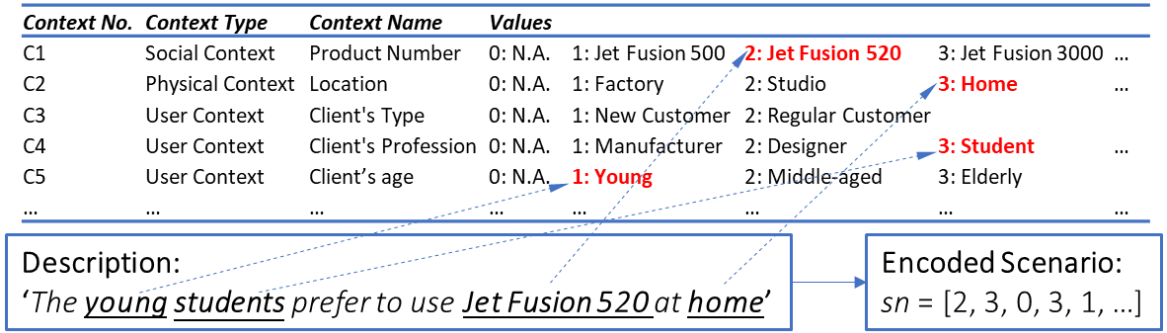 Context No. Context Type Context Name Values
C1 Social Context Product Number 0: N.A. 1: Jet Fusion 500 2: Jet Fusion 520 3: Jet Fusion 3000 ...
C2 Physical Context Location 0: N.A. 1: Factory 2: Studio 3: Home ...
C3 User Context Client's Type 0: N.A. 1: New Customer 2: Regular Customer
C4 User Context Client's Profession 0: N.A. 1: Manufacturer 2: Designer 3: Student ...
C5 User Context Client’s age 0: N.A. 1: Young 2: Middle-aged 3: Elderly
... ... ... ... ... ... ... ...
Description:
‘The young students prefer to use Jet Fusion 520 at home’
Encoded Scenario:
sn = [2, 3, 0, 3, 1, ...]